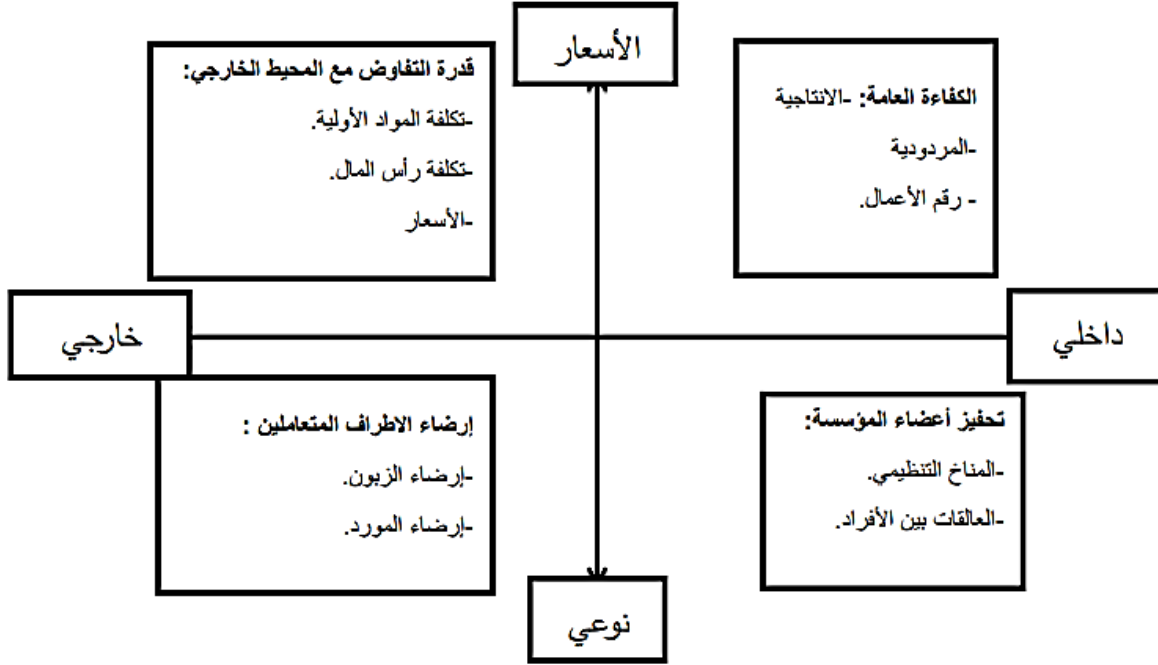 الأسعار
الكفاءة العامة: -الانتاجية
-المردودية
- رقم الأعمال.
قدرة التفاوض مع المحيط الخارجي:
-تكلفة المواد الأولية.
-تكلفة رأس المال.
-الأسعار
داخلي
خارجي
تحفيز أعضاء المؤسسة:
-المناخ التنظيمي.
-العالقات بين الأفراد.
إرضاء الاطراف المتعاملين :
-إرضاء الزبون.
-إرضاء المورد.
نوعي